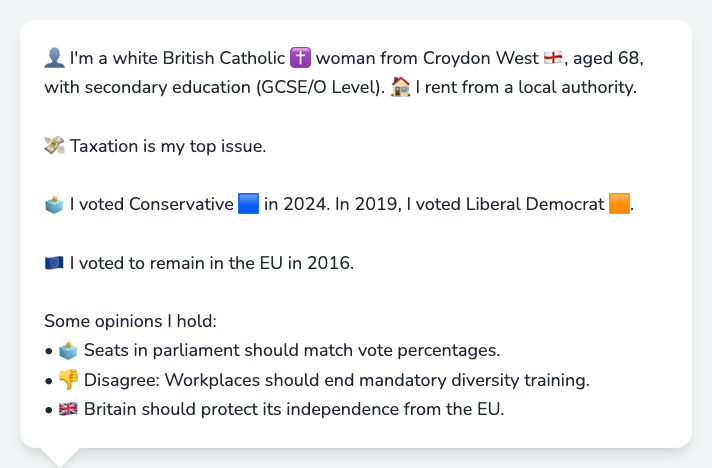 👤 I'm a white British Catholic ✝️ woman from Croydon West 🏴󠁧󠁢󠁥󠁮󠁧󠁿, aged 68,
with secondary education (GCSE/O Level). 🏠 I rent from a local authority.
💸 Taxation is my top issue.
🗳️ I voted Conservative 🟦 in 2024. In 2019, I voted Liberal Democrat 🟧.
🇪🇺 I voted to remain in the EU in 2016.
Some opinions I hold:
• 🗳️ Seats in parliament should match vote percentages.
• 👎 Disagree: Workplaces should end mandatory diversity training.
• 🇬🇧 Britain should protect its independence from the EU.